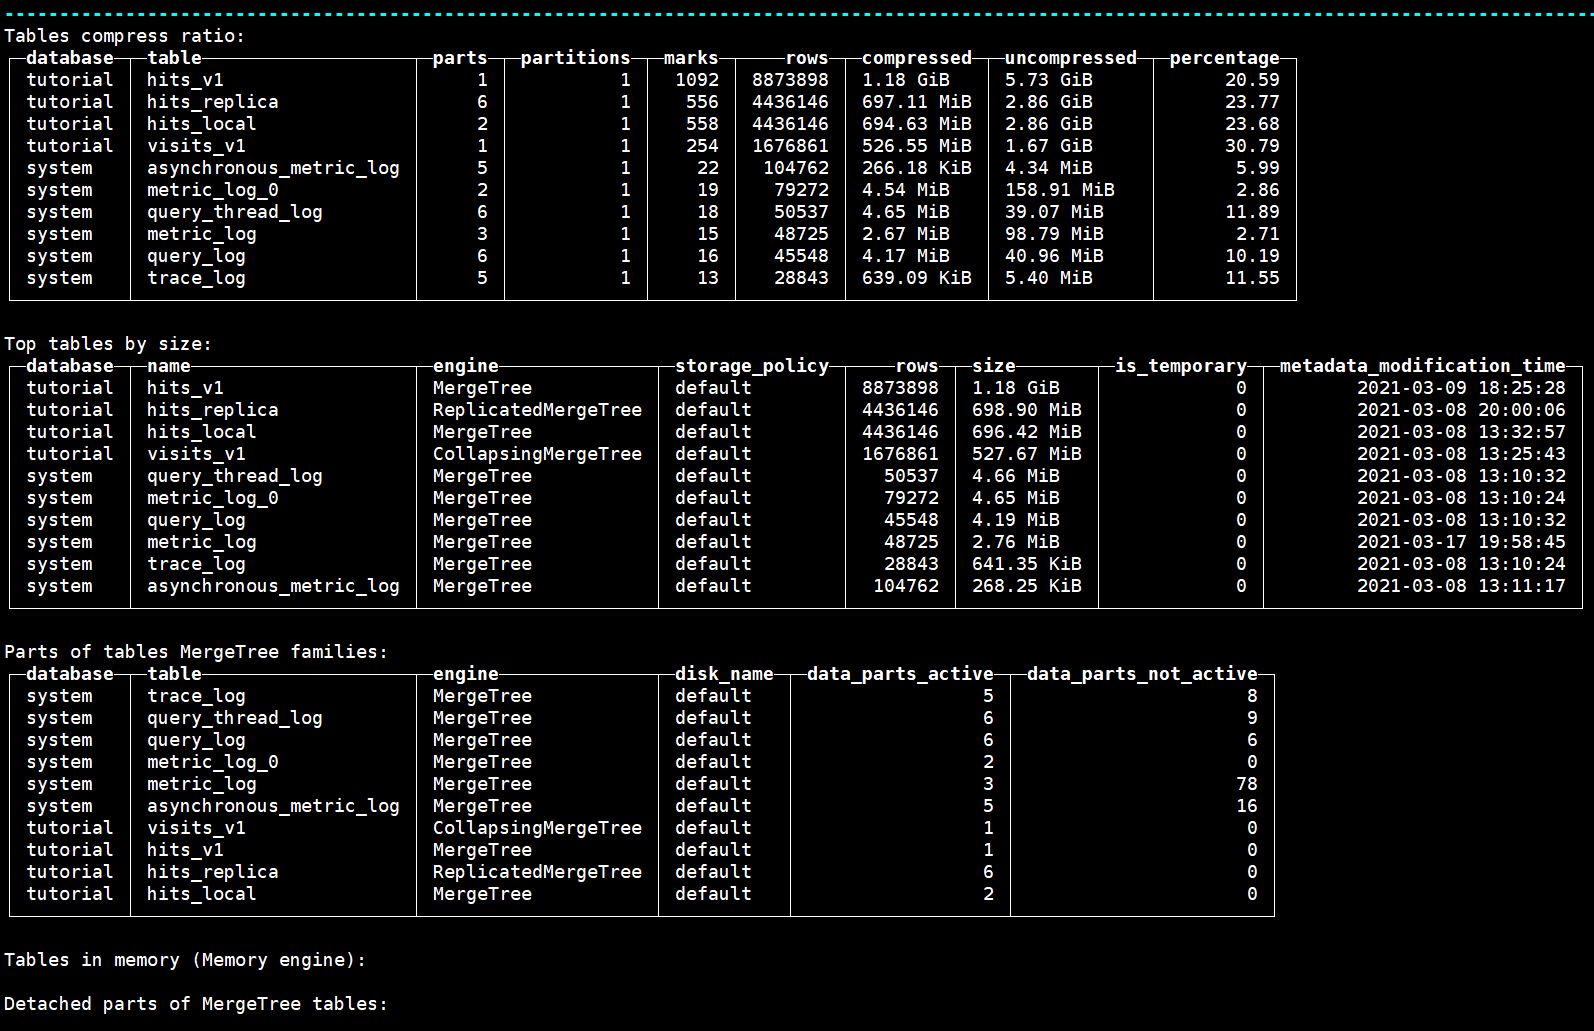 Tables compress ratio:
database table parts partitions marks rows compressed uncompressed percentage
tutorial hits_v1 1 1 1092 8873898 1.18 GiB 5.73 GiB 20.59
tutorial hits_replica 6 1 556 4436146 697.11 MiB 2.86 GiB 23.77
tutorial hits_local 2 1 558 4436146 694.63 MiB 2.86 GiB 23.68
tutorial visits_v1 1 1 254 1676861 526.55 MiB 1.67 GiB 30.79
system asynchronous_metric_log 5 1 22 104762 266.18 KiB 4.34 MiB 5.99
system metric_log_0 2 1 19 79272 4.54 MiB 158.91 MiB 2.86
system query_thread_log 6 1 18 50537 4.65 MiB 39.07 MiB 11.89
system metric_log 3 1 15 48725 2.67 MiB 98.79 MiB 2.71
system query_log 6 1 16 45548 4.17 MiB 40.96 MiB 10.19
system trace_log 5 1 13 28843 639.09 KiB 5.40 MiB 11.55
Top tables by size:
database name engine storage_policy rows size is_temporary metadata_modification_time
tutorial hits_v1 MergeTree default 8873898 1.18 GiB 0 2021-03-09 18:25:28
tutorial hits_replica ReplicatedMergeTree default 4436146 698.90 MiB 0 2021-03-08 20:00:06
tutorial hits_local MergeTree default 4436146 696.42 MiB 0 2021-03-08 13:32:57
tutorial visits_v1 CollapsingMergeTree default 1676861 527.67 MiB 0 2021-03-08 13:25:43
system query_thread_log MergeTree default 50537 4.66 MiB 0 2021-03-08 13:10:32
system metric_log_0 MergeTree default 79272 4.65 MiB 0 2021-03-08 13:10:24
system query_log MergeTree default 45548 4.19 MiB 0 2021-03-08 13:10:32
system metric_log MergeTree default 48725 2.76 MiB 0 2021-03-17 19:58:45
system trace_log MergeTree default 28843 641.35 KiB 0 2021-03-08 13:10:24
system asynchronous_metric_log MergeTree default 104762 268.25 KiB 0 2021-03-08 13:11:17
Parts of tables MergeTree families:
database table engine disk_name data_parts_active data_parts_not_active
system trace_log MergeTree default 5 8
system query_thread_log MergeTree default 6 9
system query_log MergeTree default 6 6
system metric_log_0 MergeTree default 2 0
system metric_log MergeTree default 3 78
system asynchronous_metric_log MergeTree default 5 16
tutorial visits_v1 CollapsingMergeTree default 1 0
tutorial hits_v1 MergeTree default 1 0
tutorial hits_replica ReplicatedMergeTree default 6 0
tutorial hits_local MergeTree default 2 0
Tables in memory (Memory engine):
Detached parts of MergeTree tables: